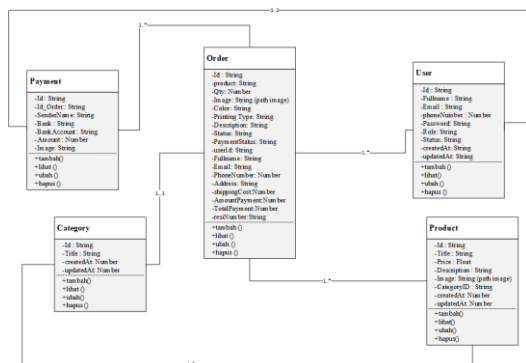 1..1
1..*
Payment
-Id : String
-Id_Order : String
-SenderName: String
-Bank : String
-BankAccount : String
-Amount : Number
-Image: String
+tambah()
+lihat ()
+ubah ()
+hapus ()
Order
-Id : String
-product: String
-Qty: Number
-Image: String (path image)
-Color: String
-Printing Type: String
-Description: String
-Status: String
-PaymentStatus: String
-userId: String
-Fullname: String
-Email: String
-PhoneNumber: Number
-Address: String
-shippingCost:Number
-AmountPayment:Number
-TotalPayment:Number
-resiNumber:String
+tambah()
+lihat ()
+ubah ()
+hapus ()
User
-Id : String
-Fullname : String
-Email : String
-phoneNumber : Number
-Password: String
-Role: String
-Status : String
-createdAt: String
-updatedAt: String
+tambah ()
+lihat()
+ubah ()
+hapus ()
1..*
1..1
Category
-Id : String
-Title : String
-createdAt: Number
-updatedAt: Number
+tambah()
+lihat ()
+ubah()
+hapus ()
Product
-Id : String
-Title : String
-Price : Float
-Description : String
-Image: String (path image)
-CategoryID : String
-createdAt: Number
-updatedAt: Number
+tambah ()
+lihat()
+ubah ()
+hapus ()
1..*
1..*